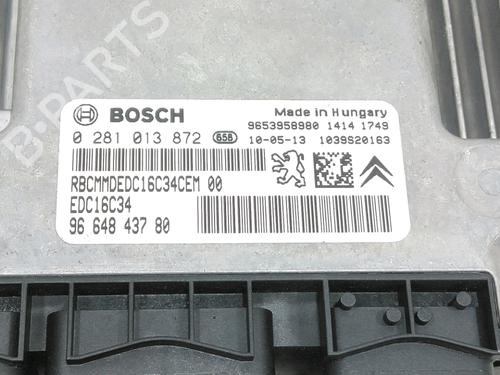 B-PARTS
BOSCH
Made in Hungary
0 281 013 872 656
9653958980 1414 1749
10-05-13 1039S20163
RBCMMDEDC16C34CEM 00
EDC16C34
96 648 437 80